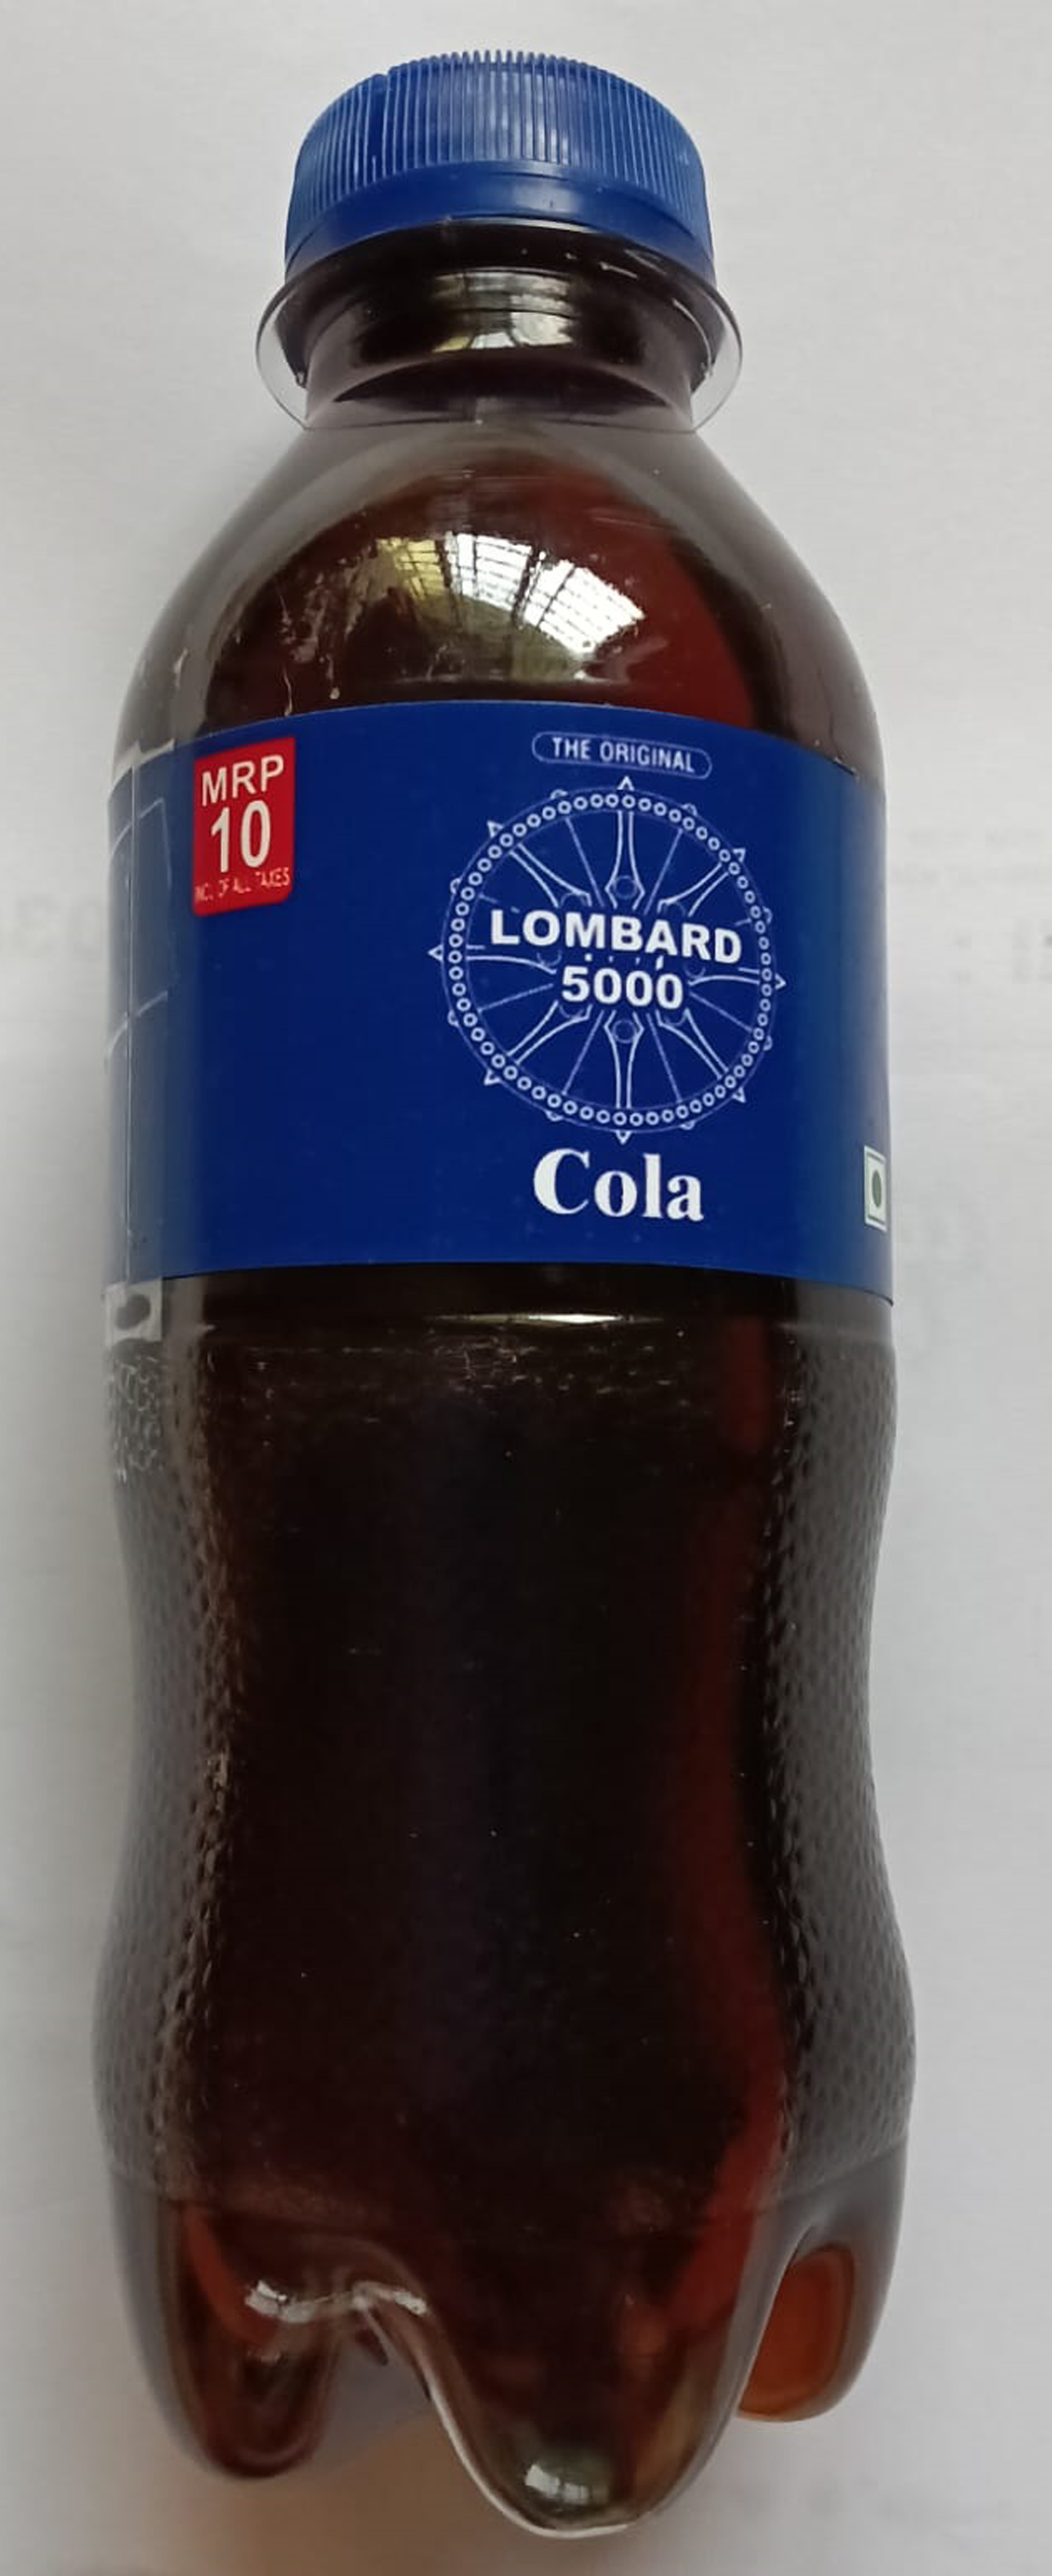 MRP
10
INCL. OF ALL TAXES
THE ORIGINAL
LOMBARD
5000
Cola